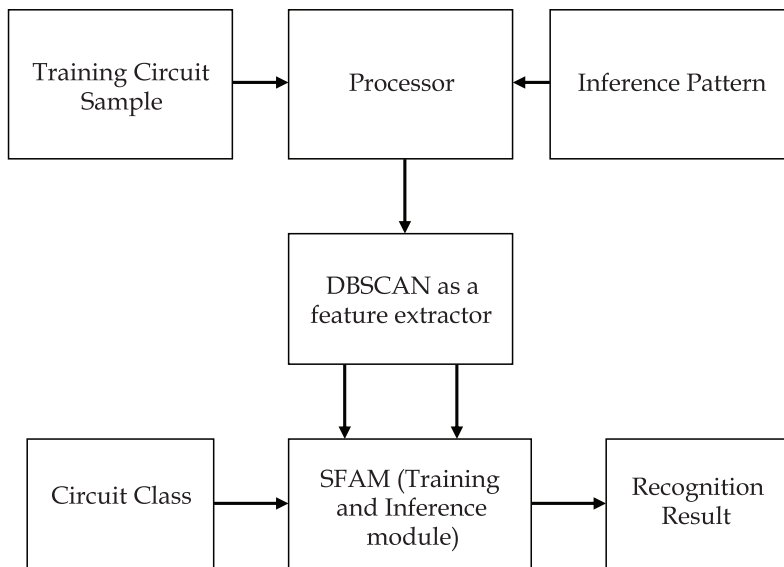 Training Circuit
Sample
Processor
Inference Pattern
DBSCAN as a
feature extractor
Circuit Class
SFAM (Training
and Inference
module)
Recognition
Result